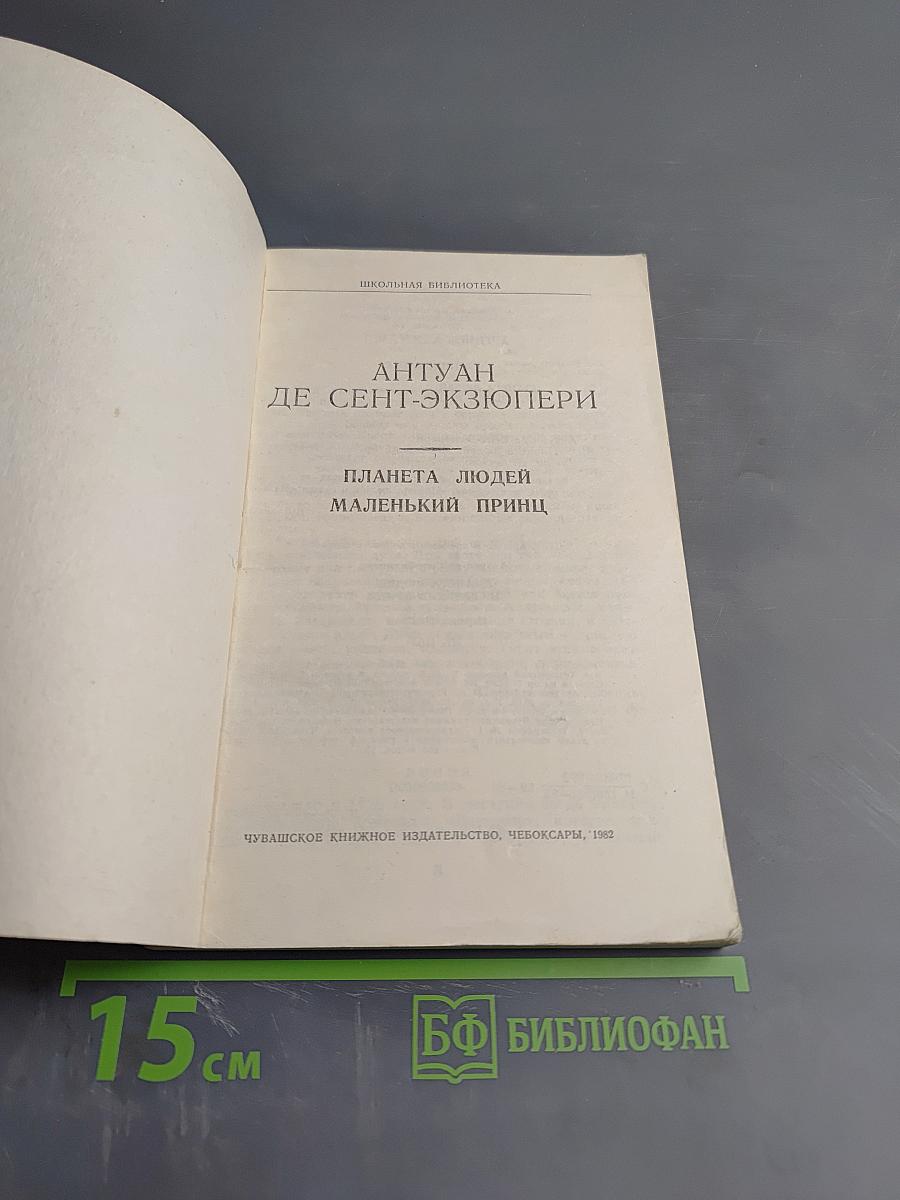 ШКОЛЬНАЯ БИБЛИОТЕКА
АНТУАН
ДЕ СЕНТ-ЭКЗЮПЕРИ
ПЛАНЕТА ЛЮДЕЙ
МАЛЕНЬКИЙ ПРИНЦ
ЧУВАШСКОЕ КНИЖНОЕ ИЗДАТЕЛЬСТВО, ЧЕБОКСАРЫ, 1982
15 см
БФ БИБЛИОФАН